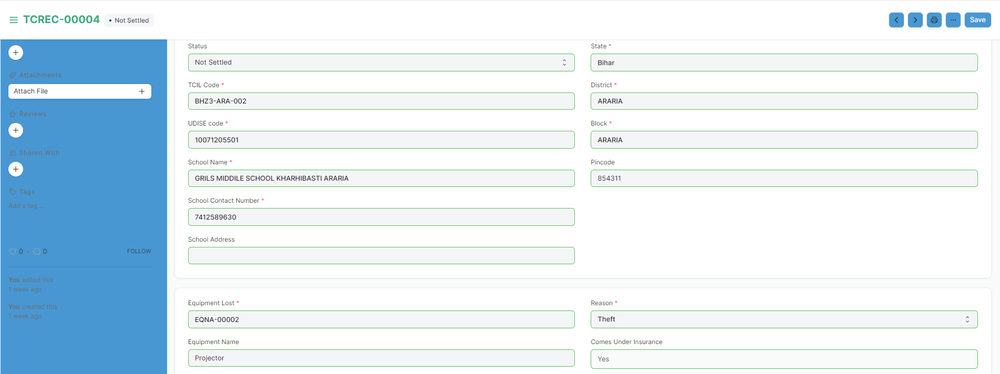 TCREC-00004 • Not Settled
Save
Attachments
Attach File
Reviews
Shared With
Tags
Add a tag ...
0 · 0 FOLLOW
You edited this
1 week ago
You created this
1 week ago
Status
Not Settled
TCIL Code *
BHZ3-ARA-002
UDISE code *
10071205501
School Name *
GRILS MIDDILE SCHOOL KHARHIBASTI ARARIA
School Contact Number *
7412589630
School Address
State *
Bihar
District *
ARARIA
Block *
ARARIA
Pincode
854311
Equipment Lost *
EQNA-00002
Equipment Name
Projector
Reason *
Theft
Comes Under Insurance
Yes